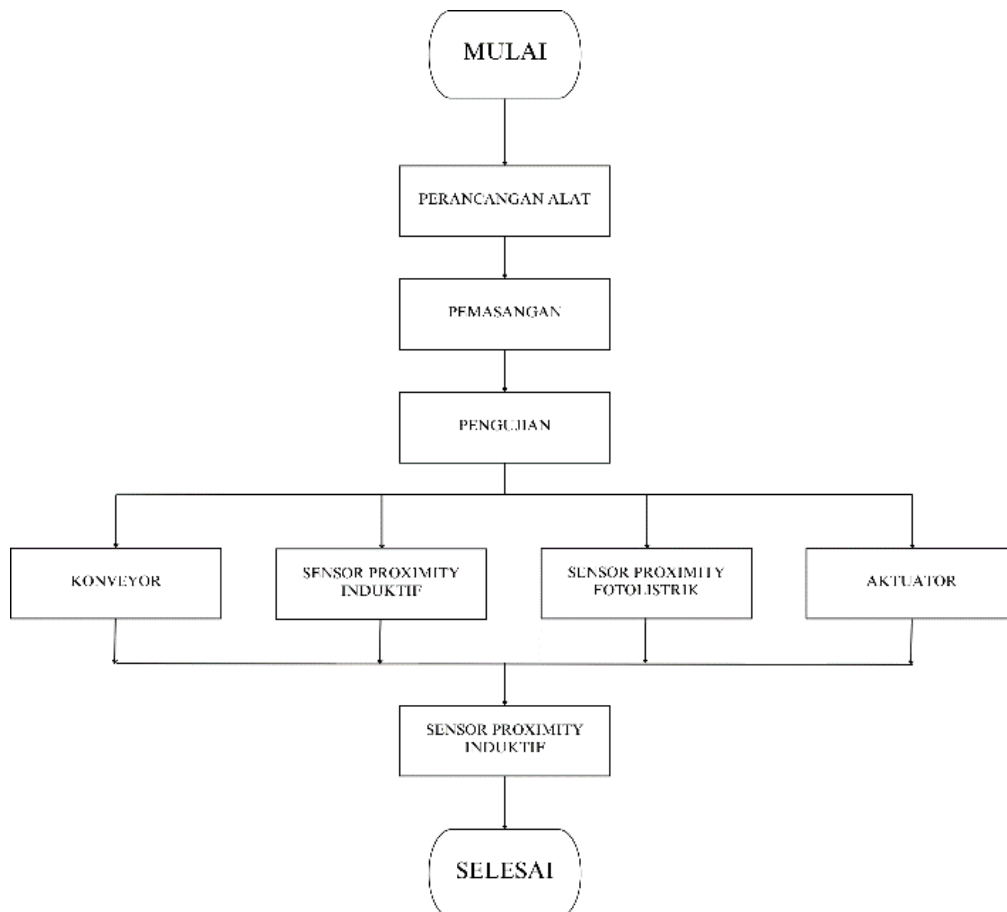 MULAI
PERANCANGAN ALAT
PEMASANGAN
PENGUJIAN
KONVEYOR
SENSOR PROXIMITY
INDUKTIF
SENSOR PROXIMITY
FOTOLISTRIK
AKTUATOR
SENSOR PROXIMITY
INDUKTIF
SELESAI